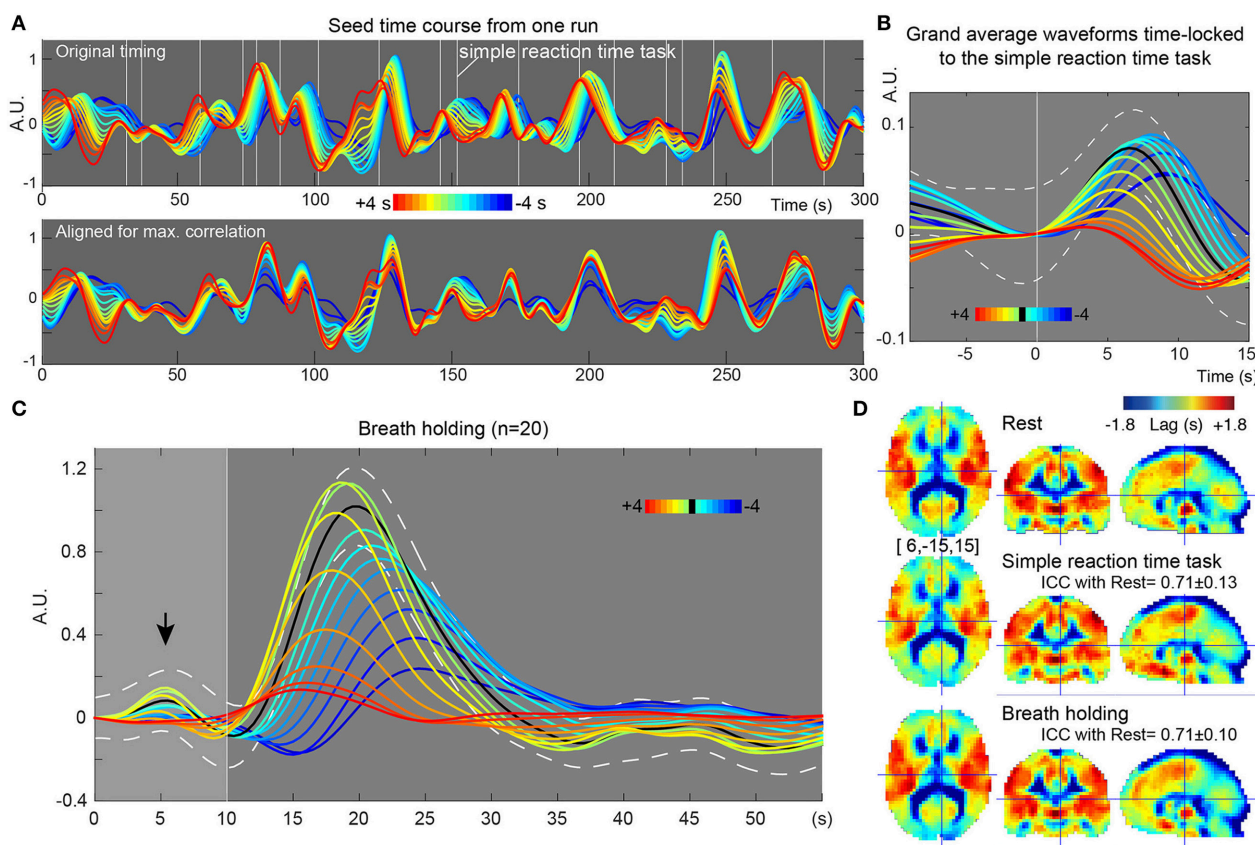 A
Seed time course from one run
Original timing
simple reaction time task
A.U.
1
0
-1
0 50 100 150 200 250 300
+4 s -4 s
Time (s)
Aligned for max. correlation
A.U.
1
0
-1
0 50 100 150 200 250 300
Time (s)
B
Grand average waveforms time-locked
to the simple reaction time task
A.U.
0.1
0
-0.1
+4 -4
-5 0 5 10 15
Time (s)
C
Breath holding (n=20)
A.U.
1.2
0.8
0.4
0
-0.4
+4 -4
0 5 10 15 20 25 30 35 40 45 50 (s)
D
Rest
-1.8 Lag (s) +1.8
[ 6,-15,15]
Simple reaction time task
ICC with Rest= 0.71±0.13
Breath holding
ICC with Rest= 0.71±0.10